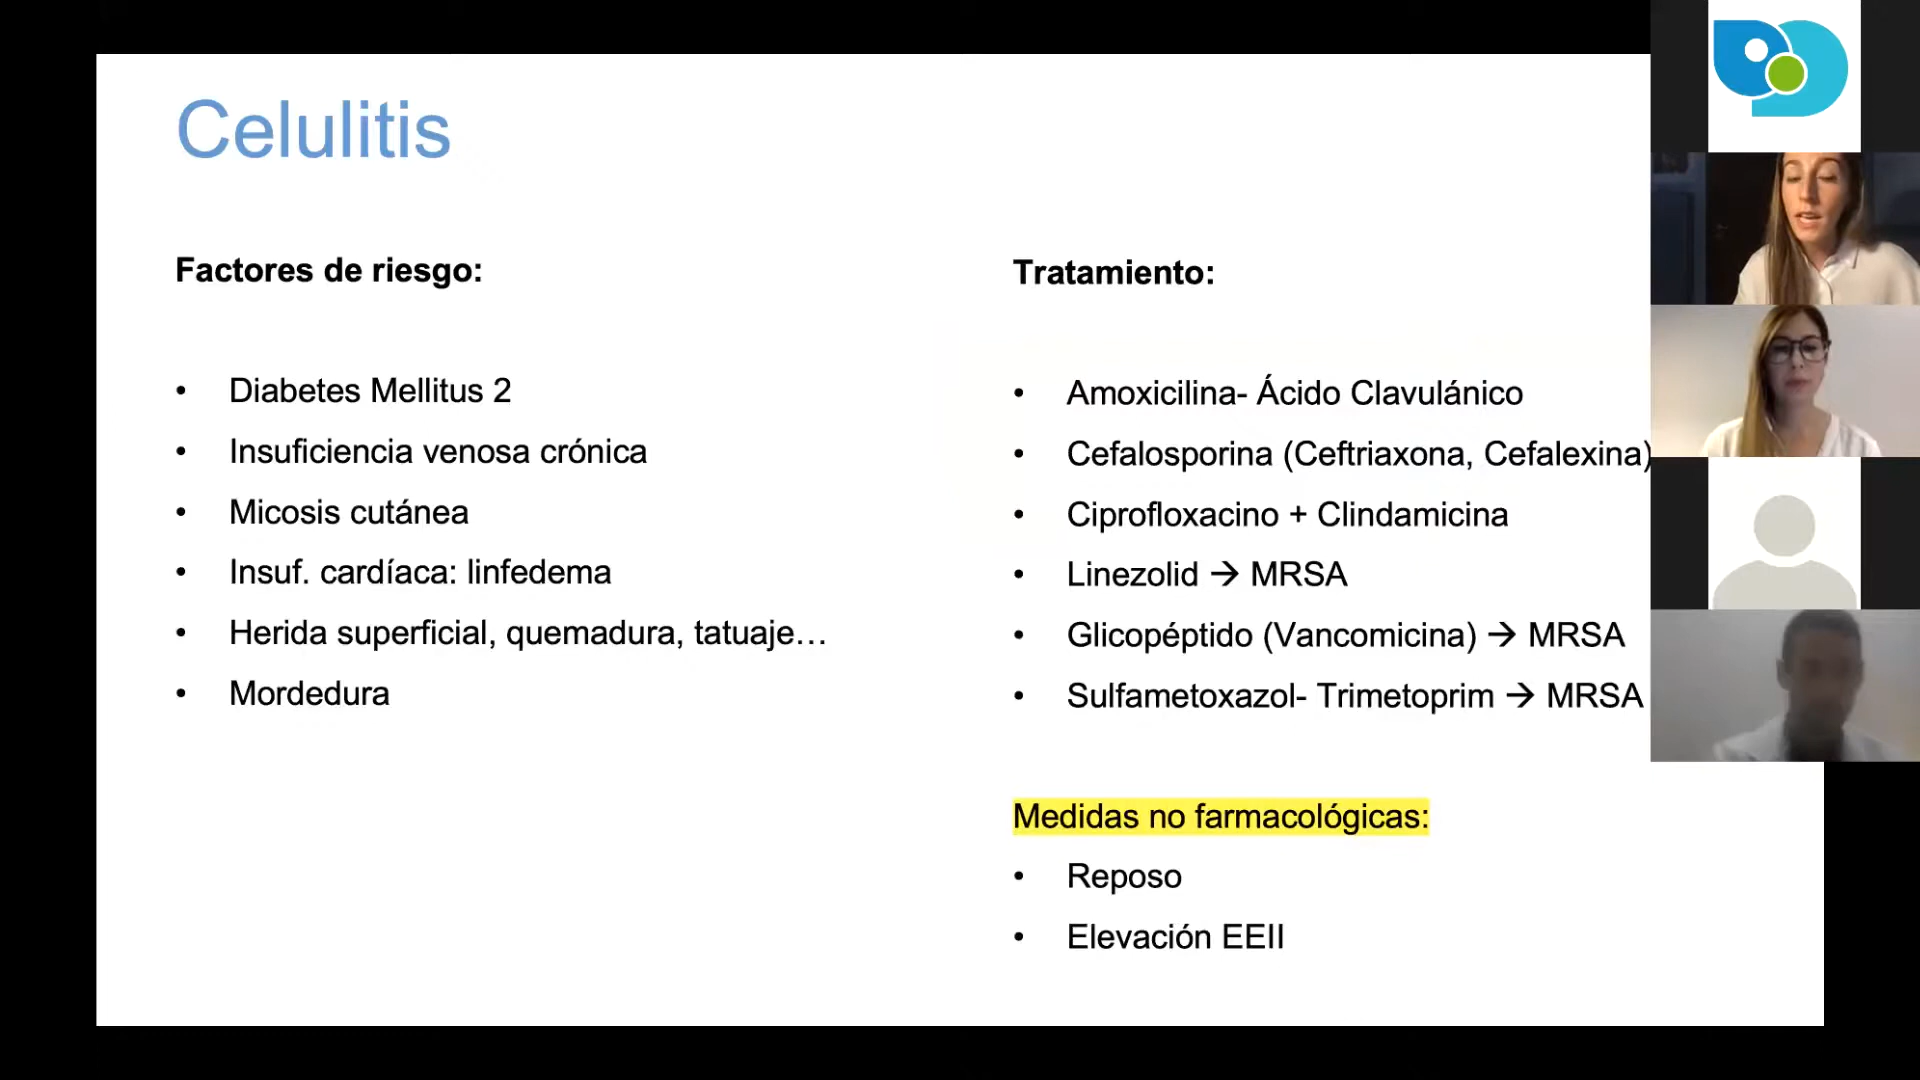 Celulitis
Factores de riesgo:
• Diabetes Mellitus 2
• Insuficiencia venosa crónica
• Micosis cutánea
• Insuf. cardíaca: linfedema
• Herida superficial, quemadura, tatuaje…
• Mordedura
Tratamiento:
• Amoxicilina- Ácido Clavulánico
• Cefalosporina (Ceftriaxona, Cefalexina)
• Ciprofloxacino + Clindamicina
• Linezolid → MRSA
• Glicopéptido (Vancomicina) → MRSA
• Sulfametoxazol- Trimetoprim → MRSA
Medidas no farmacológicas:
• Reposo
• Elevación EEII